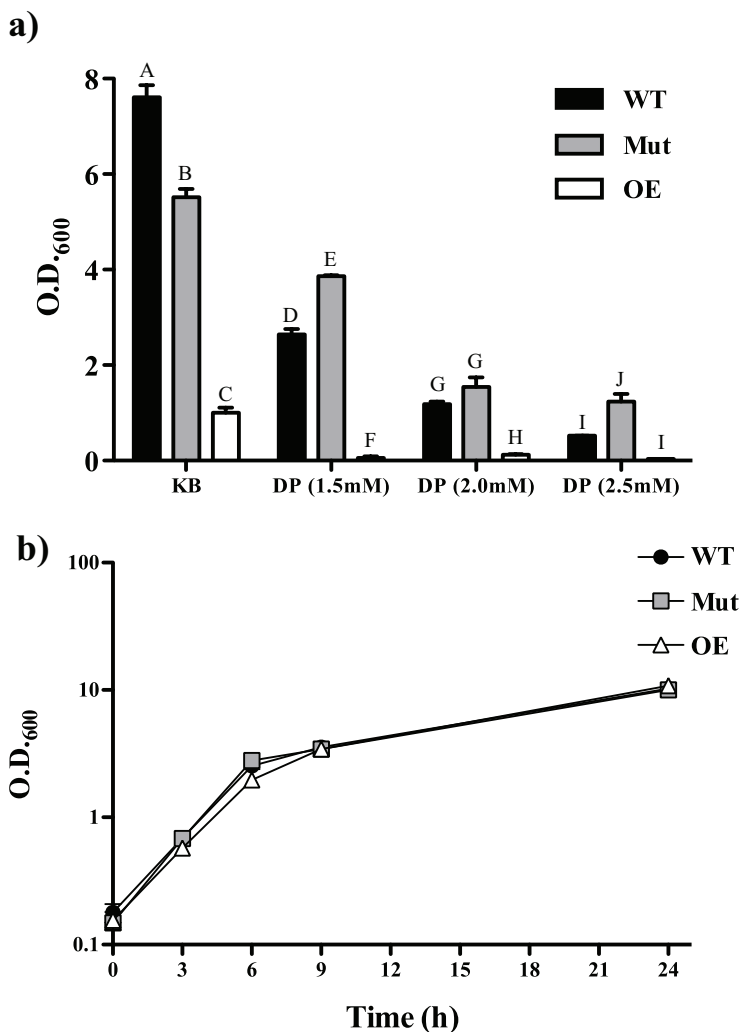 a)
8
6
4
2
0
O.D.600
A
B
C
D
E
F
G
G
H
I
J
I
WT
Mut
OE
KB
DP (1.5mM)
DP (2.0mM)
DP (2.5mM)
b)
100
10
1
0.1
O.D.600
WT
Mut
OE
0
3
6
9
12
15
18
21
24
Time (h)